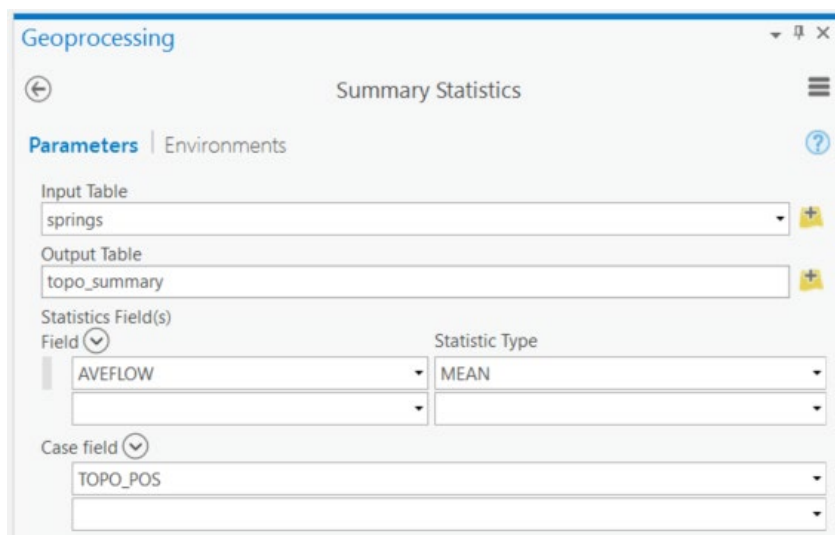 Geoprocessing
Summary Statistics
Parameters | Environments
Input Table
springs
Output Table
topo_summary
Statistics Field(s)
Field Statistic Type
AVEFLOW MEAN
Case field
TOPO_POS